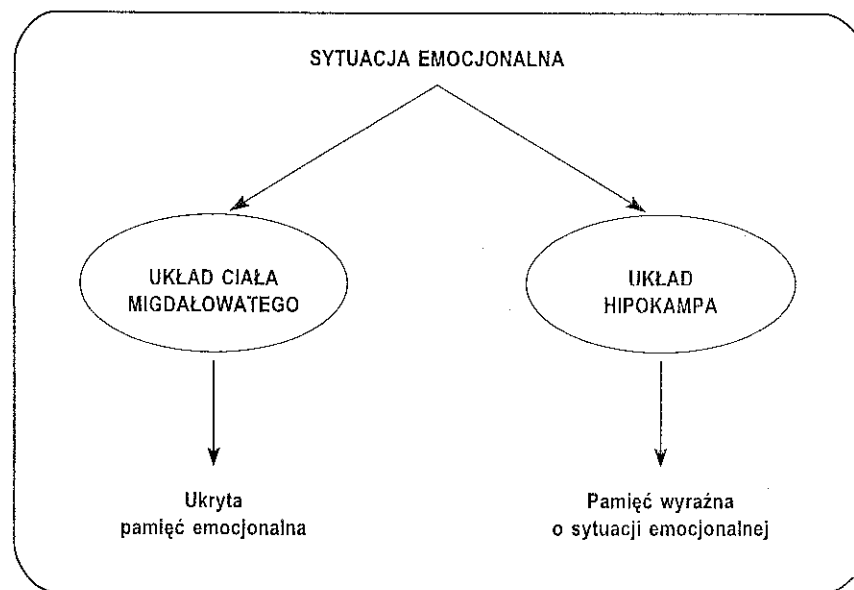 SYTUACJA EMOCJONALNA
UKŁAD CIAŁA
MIGDAŁOWATEGO
UKŁAD
HIPOKAMPA
Ukryta
pamięć emocjonalna
Pamięć wyraźna
o sytuacji emocjonalnej